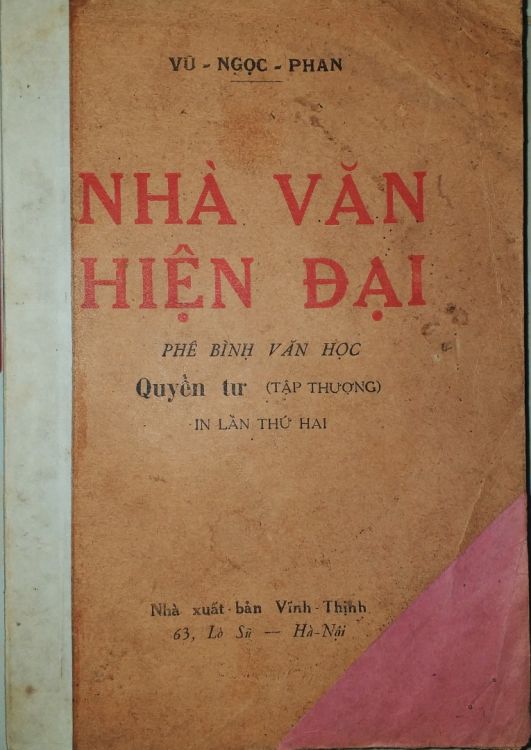 VŨ - NGỌC - PHAN
NHÀ VĂN
HIỆN ĐẠI
PHÊ BÌNH VĂN HỌC
Quyền tư (TẬP THƯỢNG)
IN LẦN THỨ HAI
Nhà xuất-bản Vĩnh-Thịnh
63, Lò Sũ — Hà-Nội